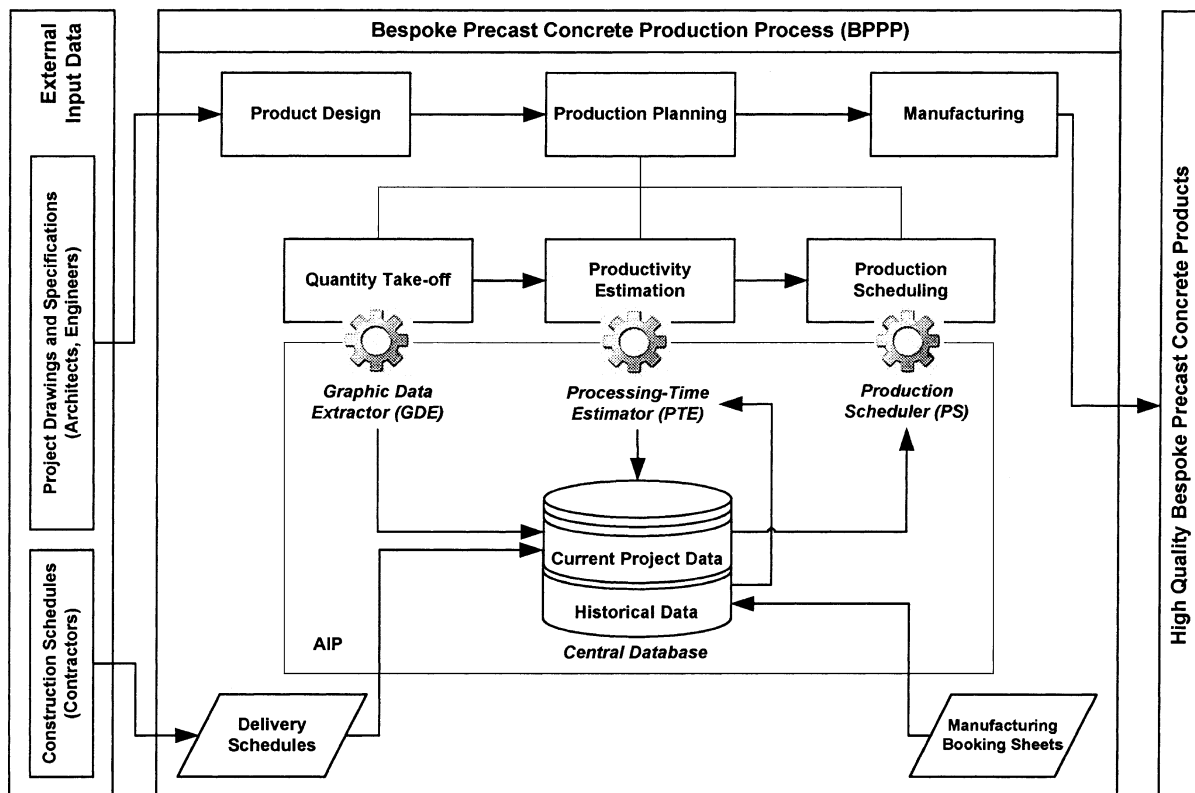 Bespoke Precast Concrete Production Process (BPPP)
External
Input Data
Project Drawings and Specifications
(Architects, Engineers)
Construction Schedules
(Contractors)
Product Design
Production Planning
Manufacturing
Quantity Take-off
Productivity
Estimation
Production
Scheduling
Graphic Data
Extractor (GDE)
Processing-Time
Estimator (PTE)
Production
Scheduler (PS)
Current Project Data
Historical Data
Central Database
AIP
Delivery
Schedules
Manufacturing
Booking Sheets
High Quality Bespoke Precast Concrete Products